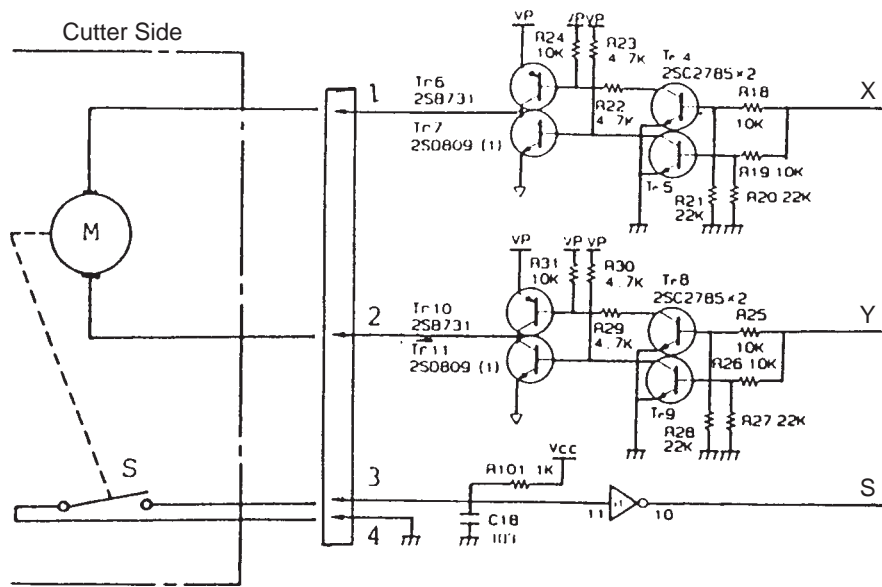 Cutter Side
VP
R24
10K
VP
VP
R23
4.7K
Tr4
2SC2785×2
R18
10K
X
1
Tr6
2SB731
R22
4.7K
Tr7
2SD809 (1)
R19 10K
Tr5
R21
22K
R20 22K
M
VP
R31
10K
VP
VP
R30
4.7K
Tr8
2SC2785×2
R25
10K
Y
2
Tr10
2SB731
R29
4.7K
Tr11
2SD809 (1)
R26 10K
Tr9
R28
22K
R27 22K
S
3
R101 1K
Vcc
S
11
10
4
C18